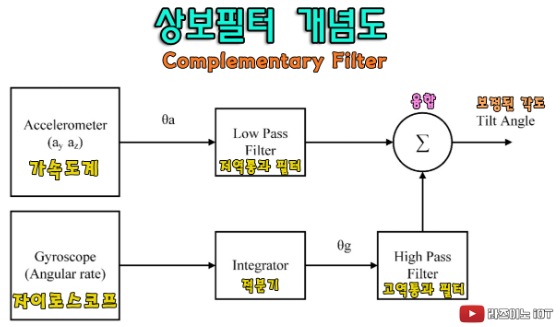 상보필터 개념도
Complementary Filter
Accelerometer
(ay az)
가속도계
θa
Low Pass
Filter
저역통과 필터
융합
Σ
보정된 각도
Tilt Angle
Gyroscope
(Angular rate)
자이로스코프
Integrator
적분기
θg
High Pass
Filter
고역통과 필터
라즈이노 iOT